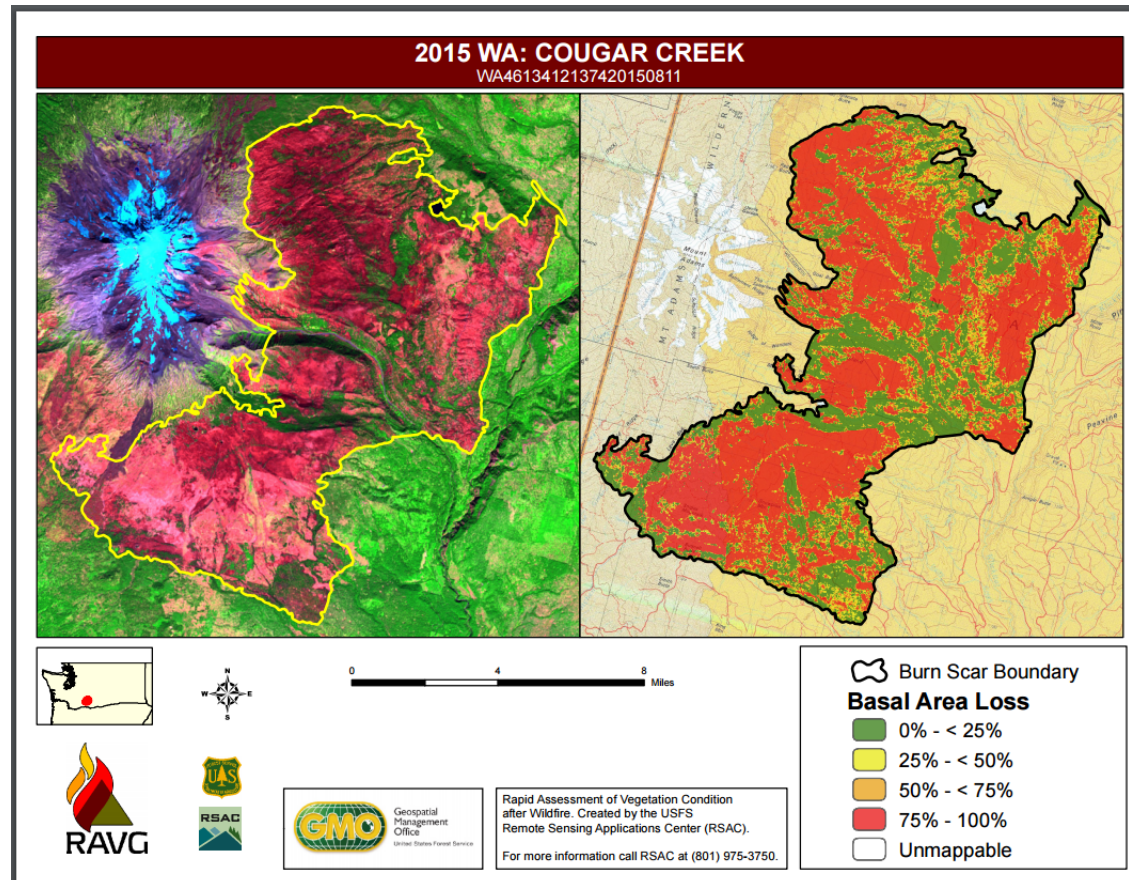 2015 WA: COUGAR CREEK
WA4613412137420150811
WILDERN
Mount
Adams
MT ADAMS
0 4 8 Miles
N
W E
S
Burn Scar Boundary
Basal Area Loss
0% - < 25%
25% - < 50%
50% - < 75%
75% - 100%
Unmappable
RAVG
U S
RSAC
GMO
Geospatial
Management
Office
United States Forest Service
Rapid Assessment of Vegetation Condition
after Wildfire. Created by the USFS
Remote Sensing Applications Center (RSAC).
For more information call RSAC at (801) 975-3750.